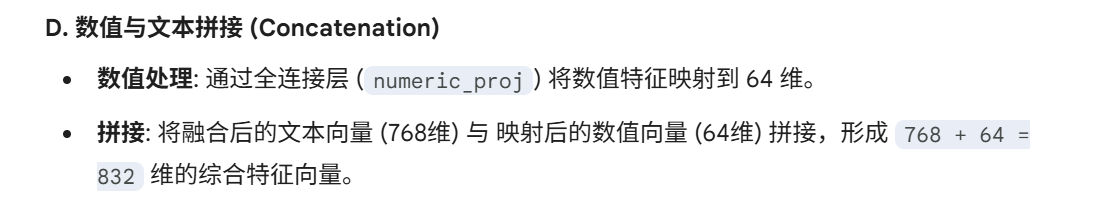 D. 数值与文本拼接 (Concatenation)
• 数值处理: 通过全连接层 ( numeric_proj ) 将数值特征映射到 64 维。
• 拼接: 将融合后的文本向量 (768维) 与 映射后的数值向量 (64维) 拼接，形成 768 + 64 =
832 维的综合特征向量。